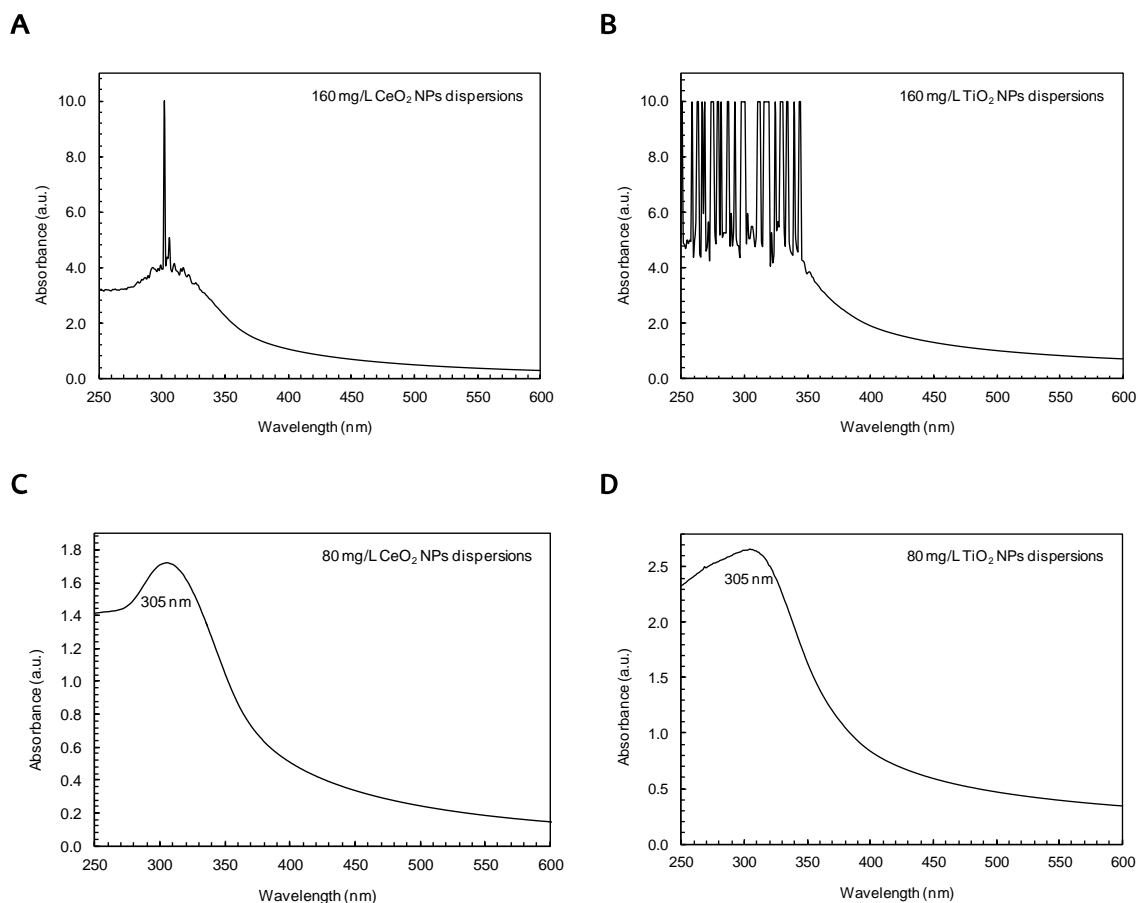 A
B
160 mg/L CeO₂ NPs dispersions
10.0
8.0
6.0
4.0
2.0
0.0
Absorbance (a.u.)
250 300 350 400 450 500 550 600
Wavelength (nm)
160 mg/L TiO₂ NPs dispersions
10.0
8.0
6.0
4.0
2.0
0.0
Absorbance (a.u.)
250 300 350 400 450 500 550 600
Wavelength (nm)
C
D
80 mg/L CeO₂ NPs dispersions
305 nm
1.8
1.6
1.4
1.2
1.0
0.8
0.6
0.4
0.2
0.0
Absorbance (a.u.)
250 300 350 400 450 500 550 600
Wavelength (nm)
80 mg/L TiO₂ NPs dispersions
305 nm
2.5
2.0
1.5
1.0
0.5
0.0
Absorbance (a.u.)
250 300 350 400 450 500 550 600
Wavelength (nm)